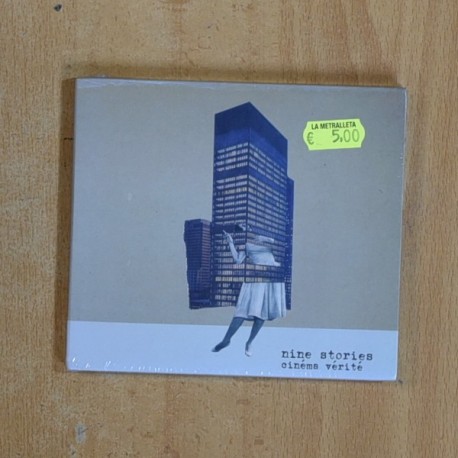 LA METRALLETA
€ 5,00
nine stories
cinéma vérité